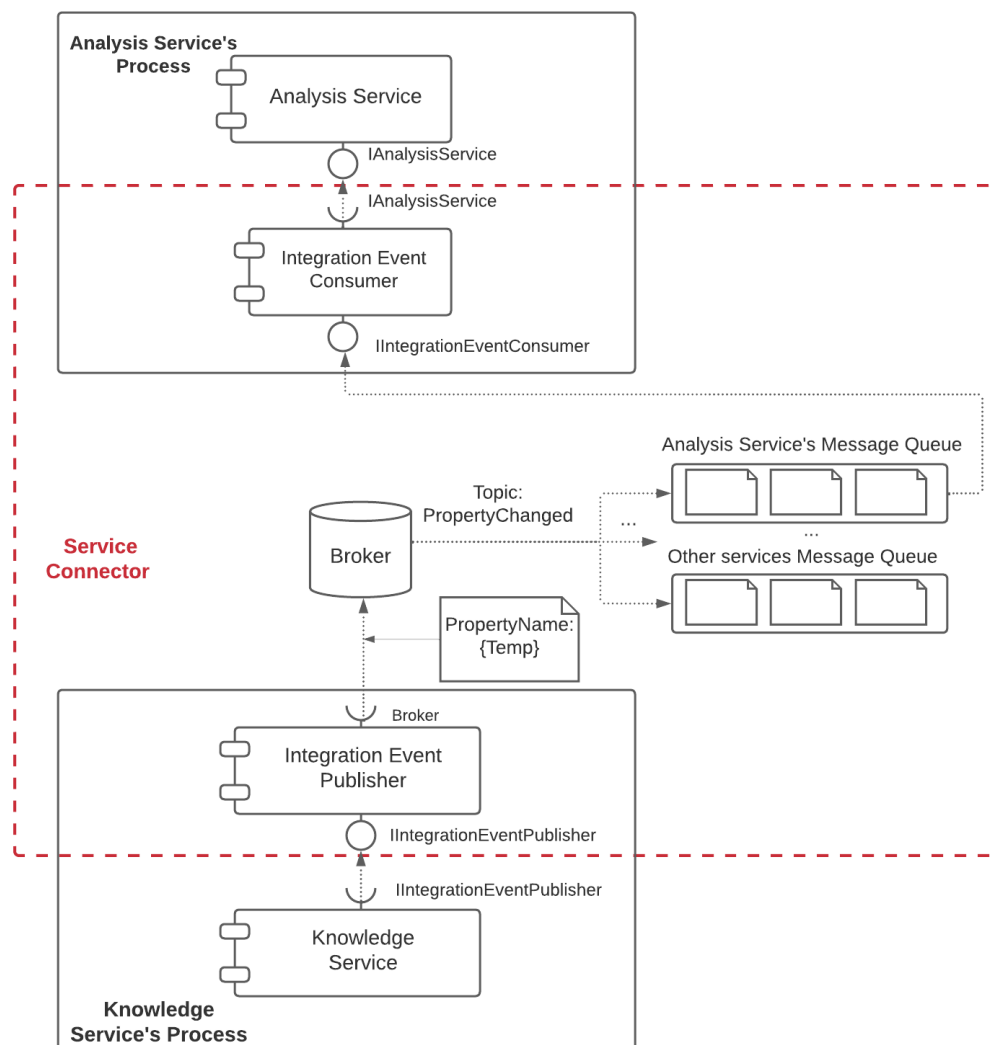 Analysis Service's
Process
Analysis Service
IAnalysisService
IAnalysisService
Integration Event
Consumer
IIntegrationEventConsumer
Analysis Service's Message Queue
Topic:
PropertyChanged
...
...
Other services Message Queue
Broker
Service
Connector
PropertyName:
{Temp}
Broker
Integration Event
Publisher
IIntegrationEventPublisher
IIntegrationEventPublisher
Knowledge
Service
Knowledge
Service's Process